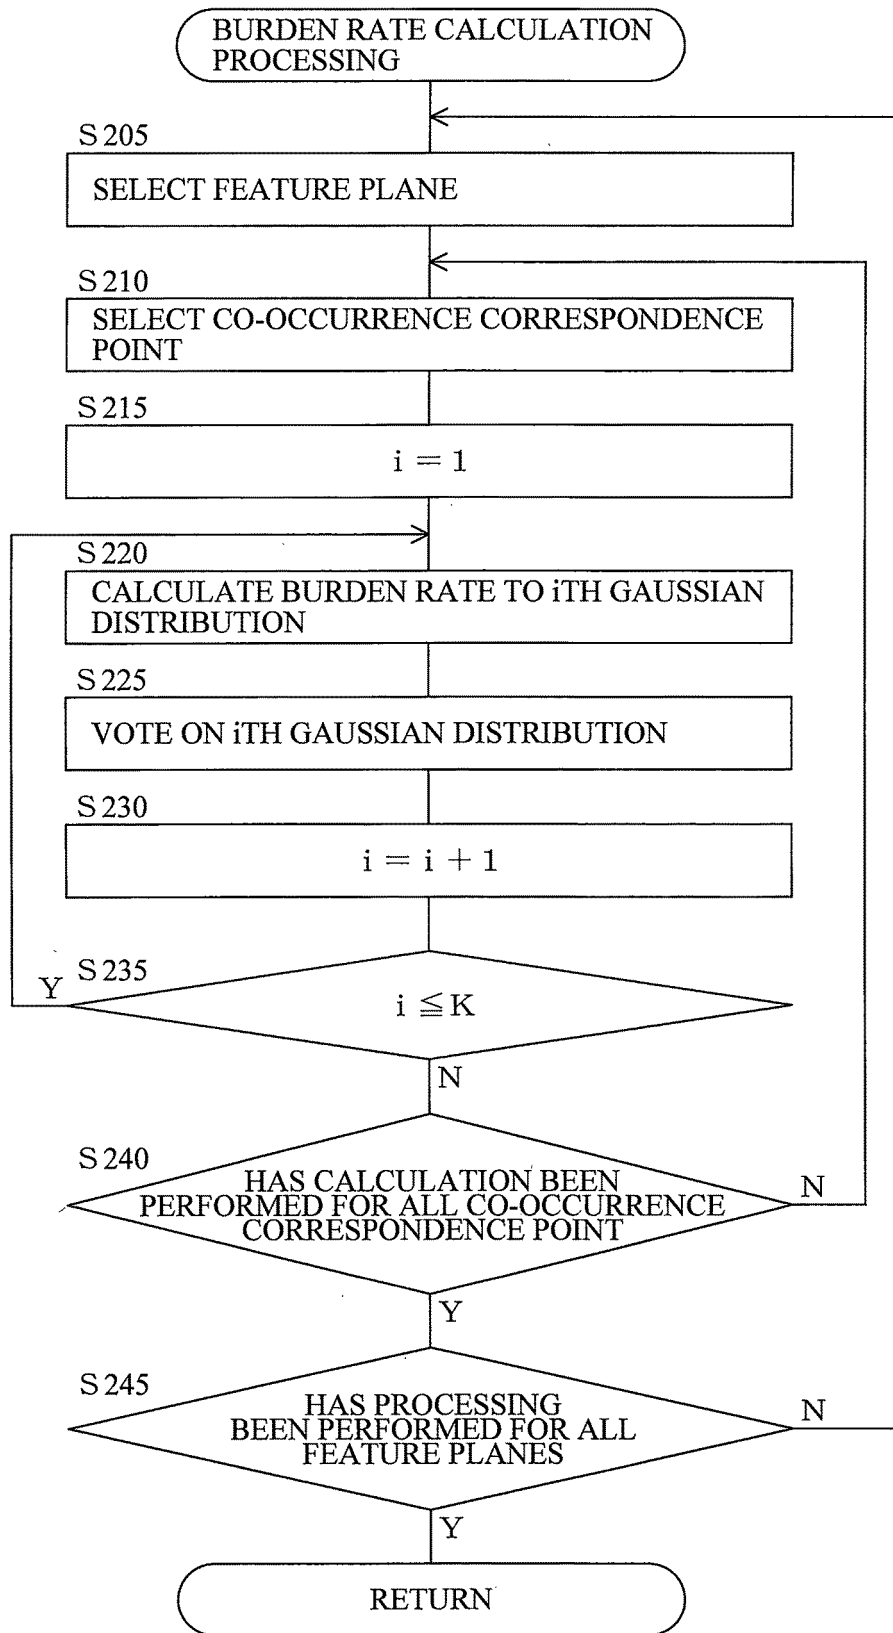 BURDEN RATE CALCULATION
PROCESSING
S205
SELECT FEATURE PLANE
S210
SELECT CO-OCCURRENCE CORRESPONDENCE
POINT
S215
i = 1
S220
CALCULATE BURDEN RATE TO iTH GAUSSIAN
DISTRIBUTION
S225
VOTE ON iTH GAUSSIAN DISTRIBUTION
S230
i = i + 1
S235
Y
i ≦ K
N
S240
HAS CALCULATION BEEN
PERFORMED FOR ALL CO-OCCURRENCE
CORRESPONDENCE POINT
N
Y
S245
HAS PROCESSING
BEEN PERFORMED FOR ALL
FEATURE PLANES
N
Y
RETURN